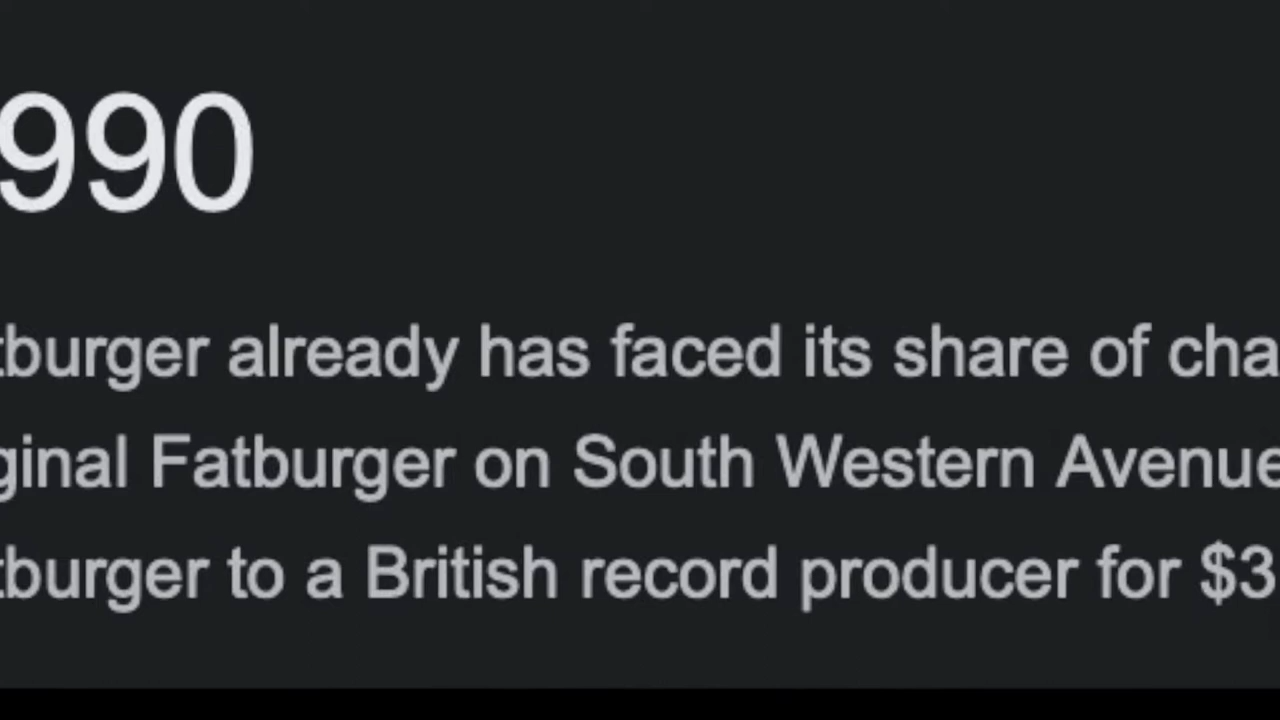 990
tburger already has faced its share of cha
ginal Fatburger on South Western Avenue
tburger to a British record producer for $3